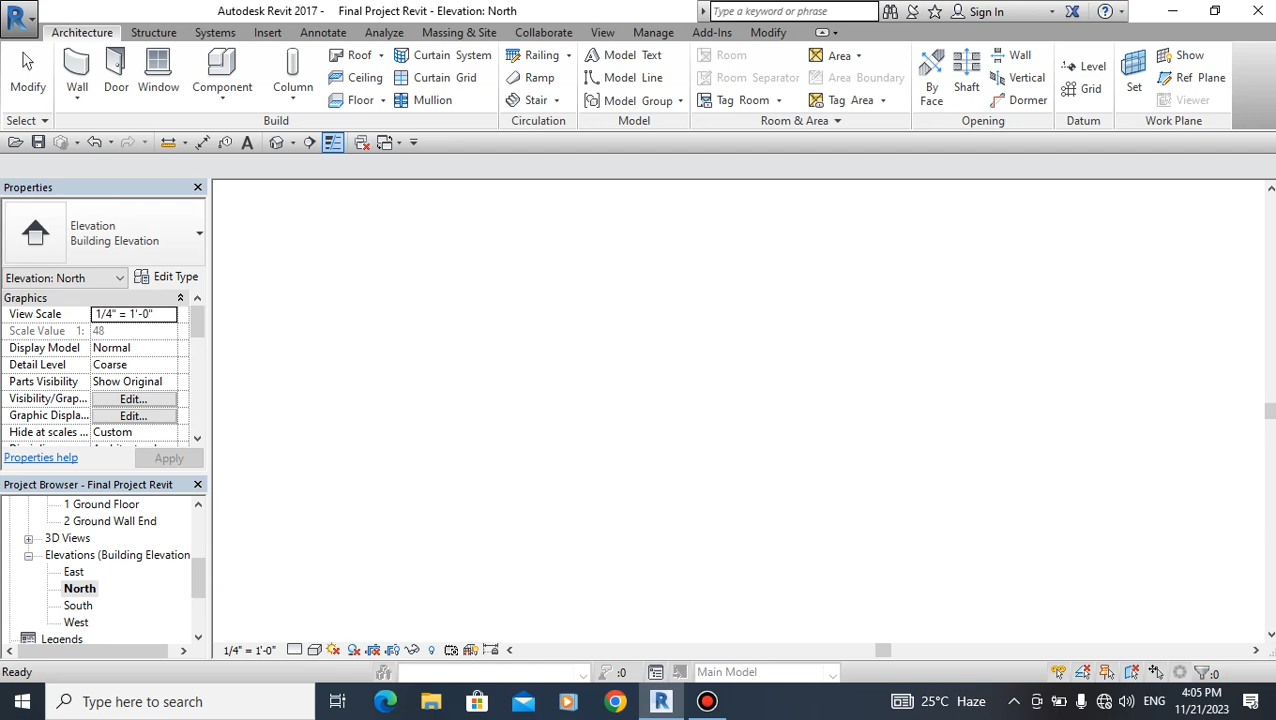 Autodesk Revit 2017 - Final Project Revit - Elevation: North
Type a keyword or phrase
Sign In
Architecture Structure Systems Insert Annotate Analyze Massing & Site Collaborate View Manage Add-Ins Modify
Modify
Wall
Door
Window
Component
Column
Roof
Ceiling
Floor
Curtain System
Curtain Grid
Mullion
Railing
Ramp
Stair
Model Text
Model Line
Model Group
Room
Room Separator
Tag Room
Area
Area Boundary
Tag Area
By
Face
Shaft
Wall
Vertical
Dormer
Level
Grid
Set
Show
Ref Plane
Viewer
Select
Build
Circulation
Model
Room & Area
Opening
Datum
Work Plane
Properties
Elevation
Building Elevation
Elevation: North
Edit Type
Graphics
View Scale 1/4" = 1'-0"
Scale Value 1: 48
Display Model Normal
Detail Level Coarse
Parts Visibility Show Original
Visibility/Grap... Edit...
Graphic Displa... Edit...
Hide at scales ... Custom
Properties help
Apply
Project Browser - Final Project Revit
1 Ground Floor
2 Ground Wall End
3D Views
Elevations (Building Elevation
East
North
South
West
Legends
1/4" = 1'-0"
Ready
:0
Main Model
:0
Type here to search
25°C Haze
ENG
4:05 PM
11/21/2023